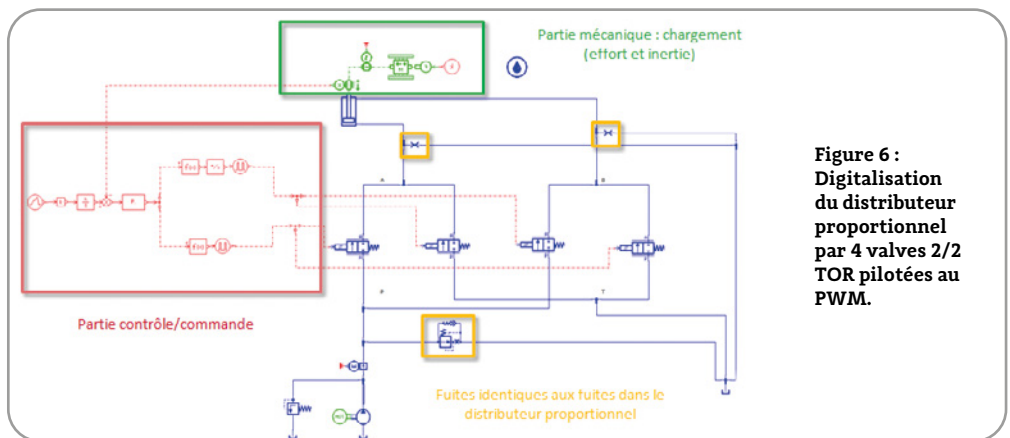 Partie mécanique : chargement
(effort et inertie)
Figure 6 :
Digitalisation
du distributeur
proportionnel
par 4 valves 2/2
TOR pilotées au
PWM.
A
B
P
T
Partie contrôle/commande
Fuites identiques aux fuites dans le
distributeur proportionnel